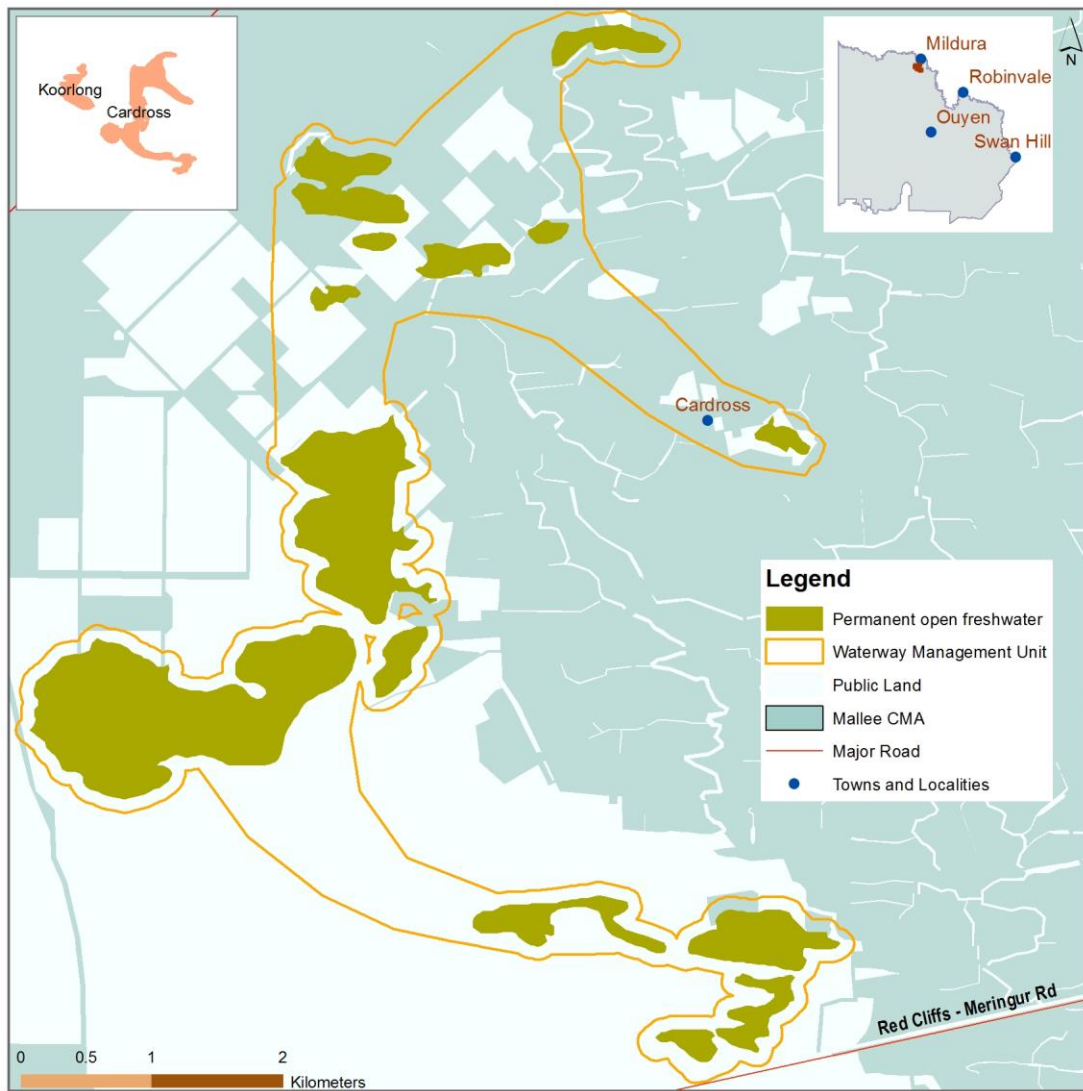 Koorlong
Cardross
Mildura
Robinvale
Ouyen
Swan Hill
N
Cardross
Legend
Permanent open freshwater
Waterway Management Unit
Public Land
Mallee CMA
Major Road
Towns and Localities
Red Cliffs - Meringur Rd
0 0.5 1 2
Kilometers